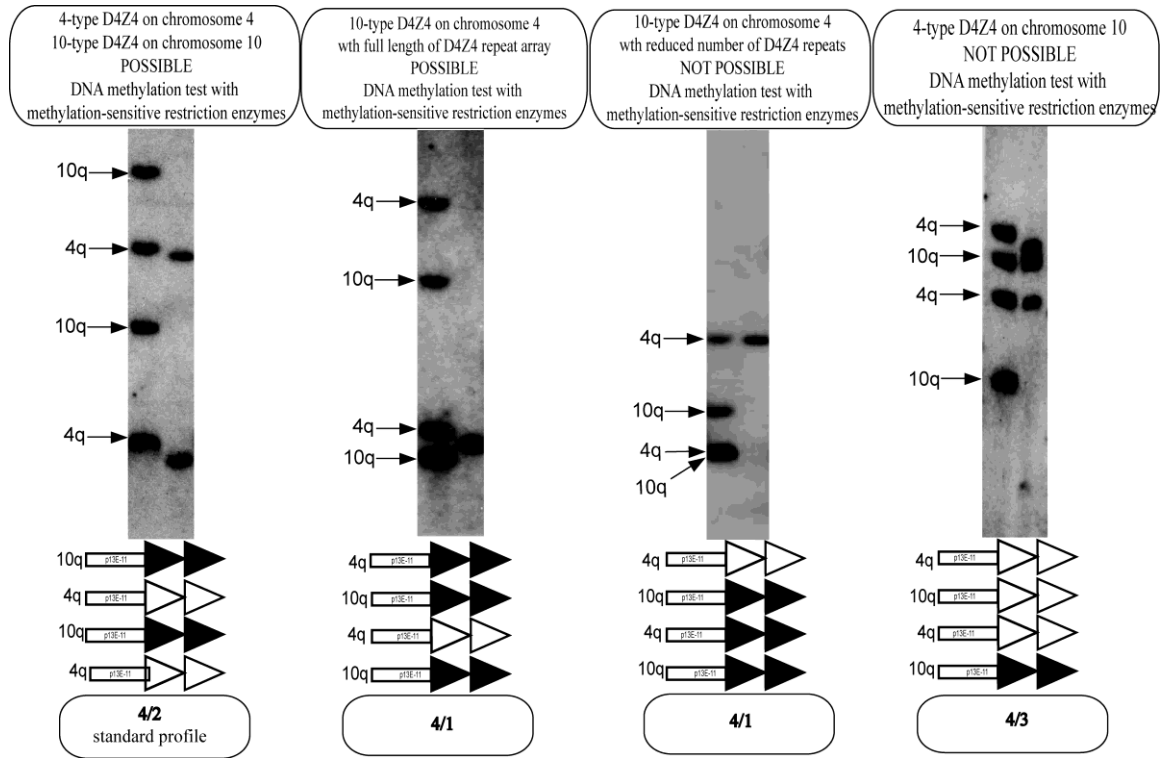 4-type D4Z4 on chromosome 4
10-type D4Z4 on chromosome 10
POSSIBLE
DNA methylation test with
methylation-sensitive restriction enzymes
10-type D4Z4 on chromosome 4
wth full length of D4Z4 repeat array
POSSIBLE
DNA methylation test with
methylation-sensitive restriction enzymes
10-type D4Z4 on chromosome 4
wth reduced number of D4Z4 repeats
NOT POSSIBLE
DNA methylation test with
methylation-sensitive restriction enzymes
4-type D4Z4 on chromosome 10
NOT POSSIBLE
DNA methylation test with
methylation-sensitive restriction enzymes
10q
4q
10q
4q
4q
10q
4q
10q
4q
10q
4q
10q
4q
10q
4q
10q
10q p13E-11
4q p13E-11
10q p13E-11
4q p13E-11
4q p13E-11
10q p13E-11
4q p13E-11
10q p13E-11
4q p13E-11
10q p13E-11
4q p13E-11
10q p13E-11
4q p13E-11
10q p13E-11
4q p13E-11
10q p13E-11
4/2
standard profile
4/1
4/1
4/3